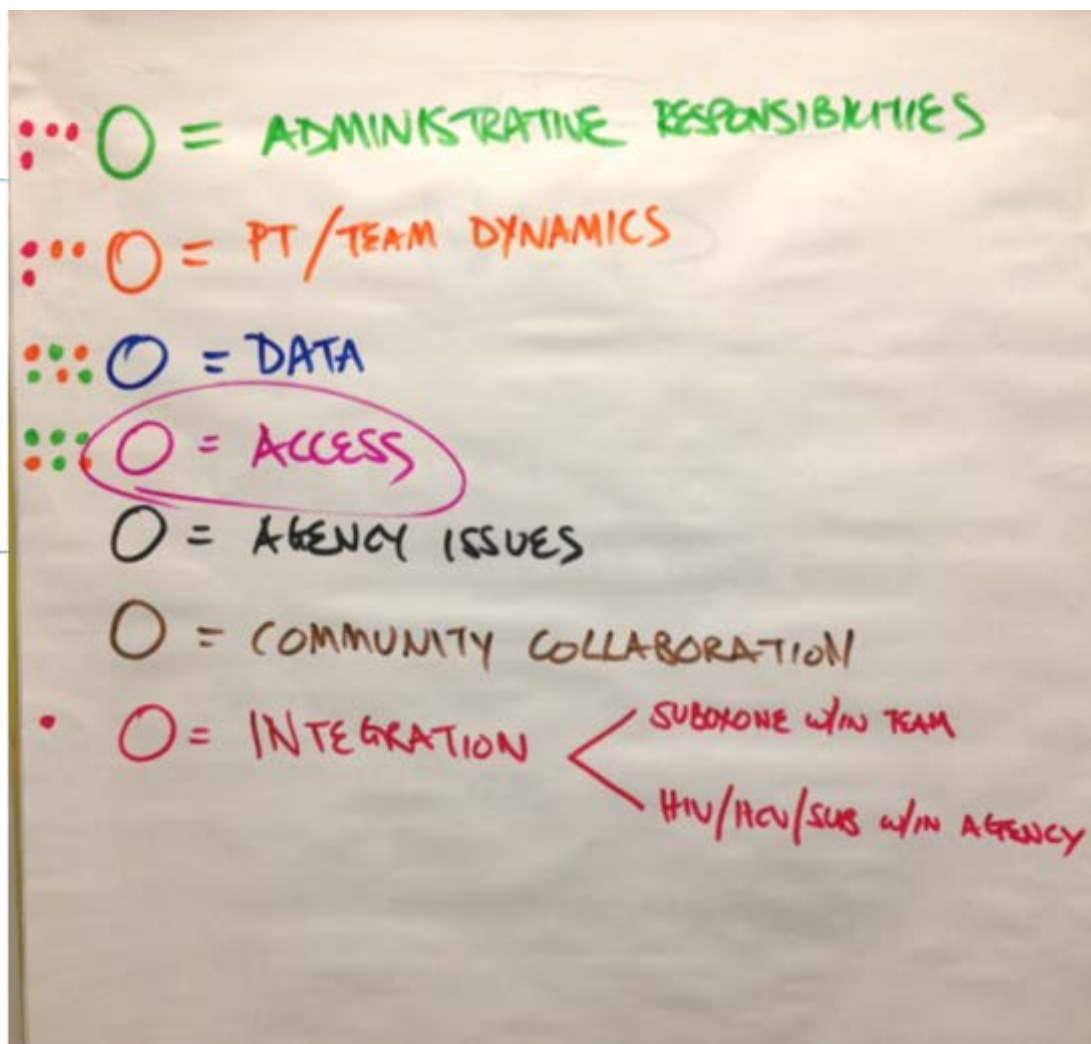 O = ADMINISTRATIVE RESPONSIBILITIES
O = PT/TEAM DYNAMICS
O = DATA
O = ACCESS
O = AGENCY ISSUES
O = COMMUNITY COLLABORATION
O = INTEGRATION
SUBOXONE W/IN TEAM
HIV/HCV/SUB W/IN AGENCY